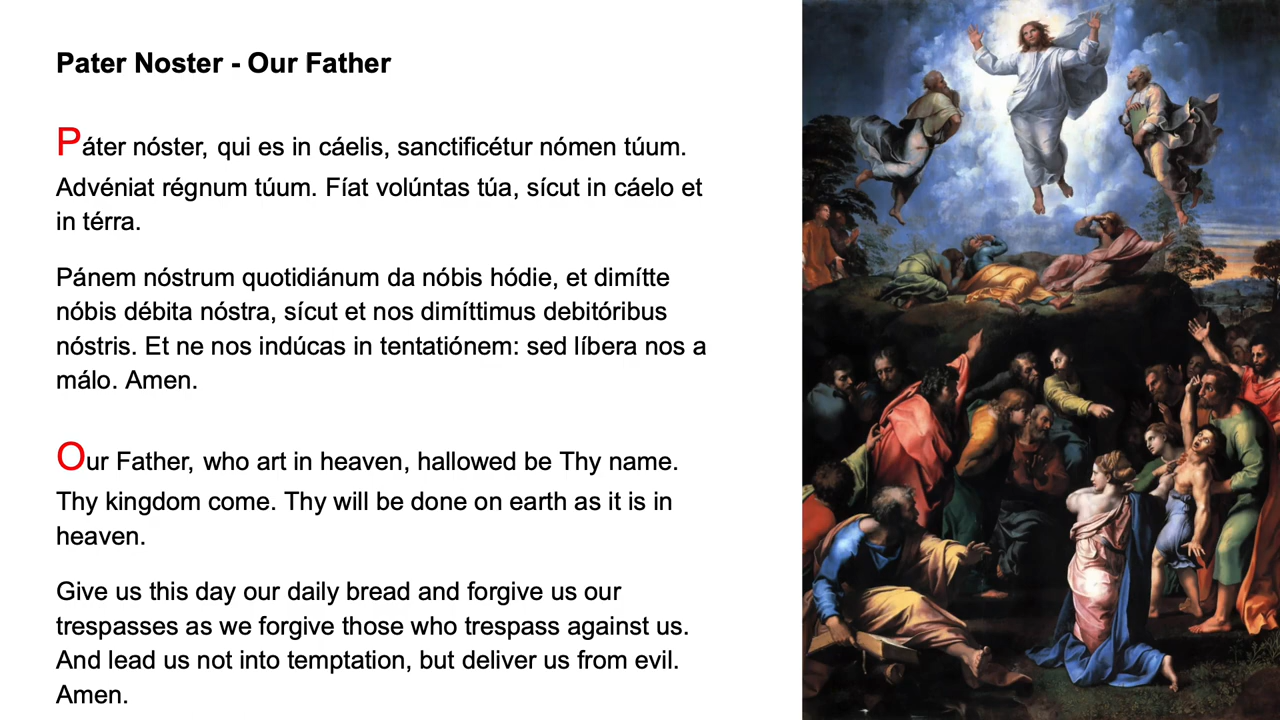 Pater Noster - Our Father
Páter nóster, qui es in cáelis, sanctificétur nómen túum.
Advéniat régnum túum. Fíat volúntas túa, sícut in cáelo et
in térra.
Pánem nóstrum quotidiánum da nóbis hódie, et dimítte
nóbis débita nóstra, sícut et nos dimíttimus debitóribus
nóstris. Et ne nos indúcas in tentatiónem: sed líbera nos a
málo. Amen.
Our Father, who art in heaven, hallowed be Thy name.
Thy kingdom come. Thy will be done on earth as it is in
heaven.
Give us this day our daily bread and forgive us our
trespasses as we forgive those who trespass against us.
And lead us not into temptation, but deliver us from evil.
Amen.